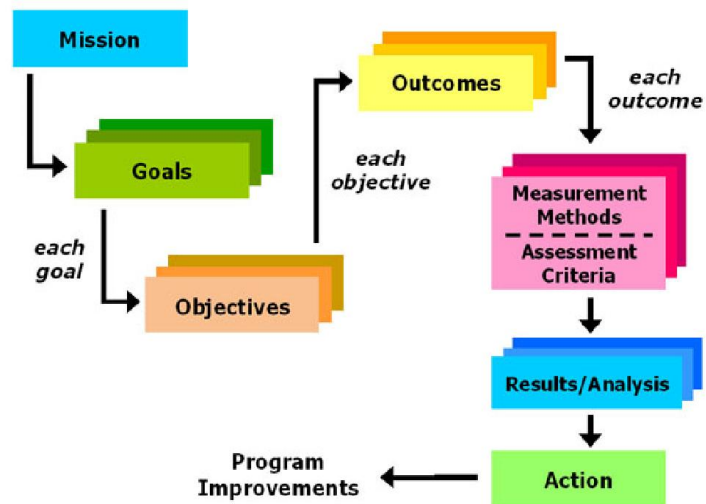 Mission
Goals
each
goal
Objectives
each
objective
Outcomes
each
outcome
Measurement
Methods
Assessment
Criteria
Results/Analysis
Action
Program
Improvements